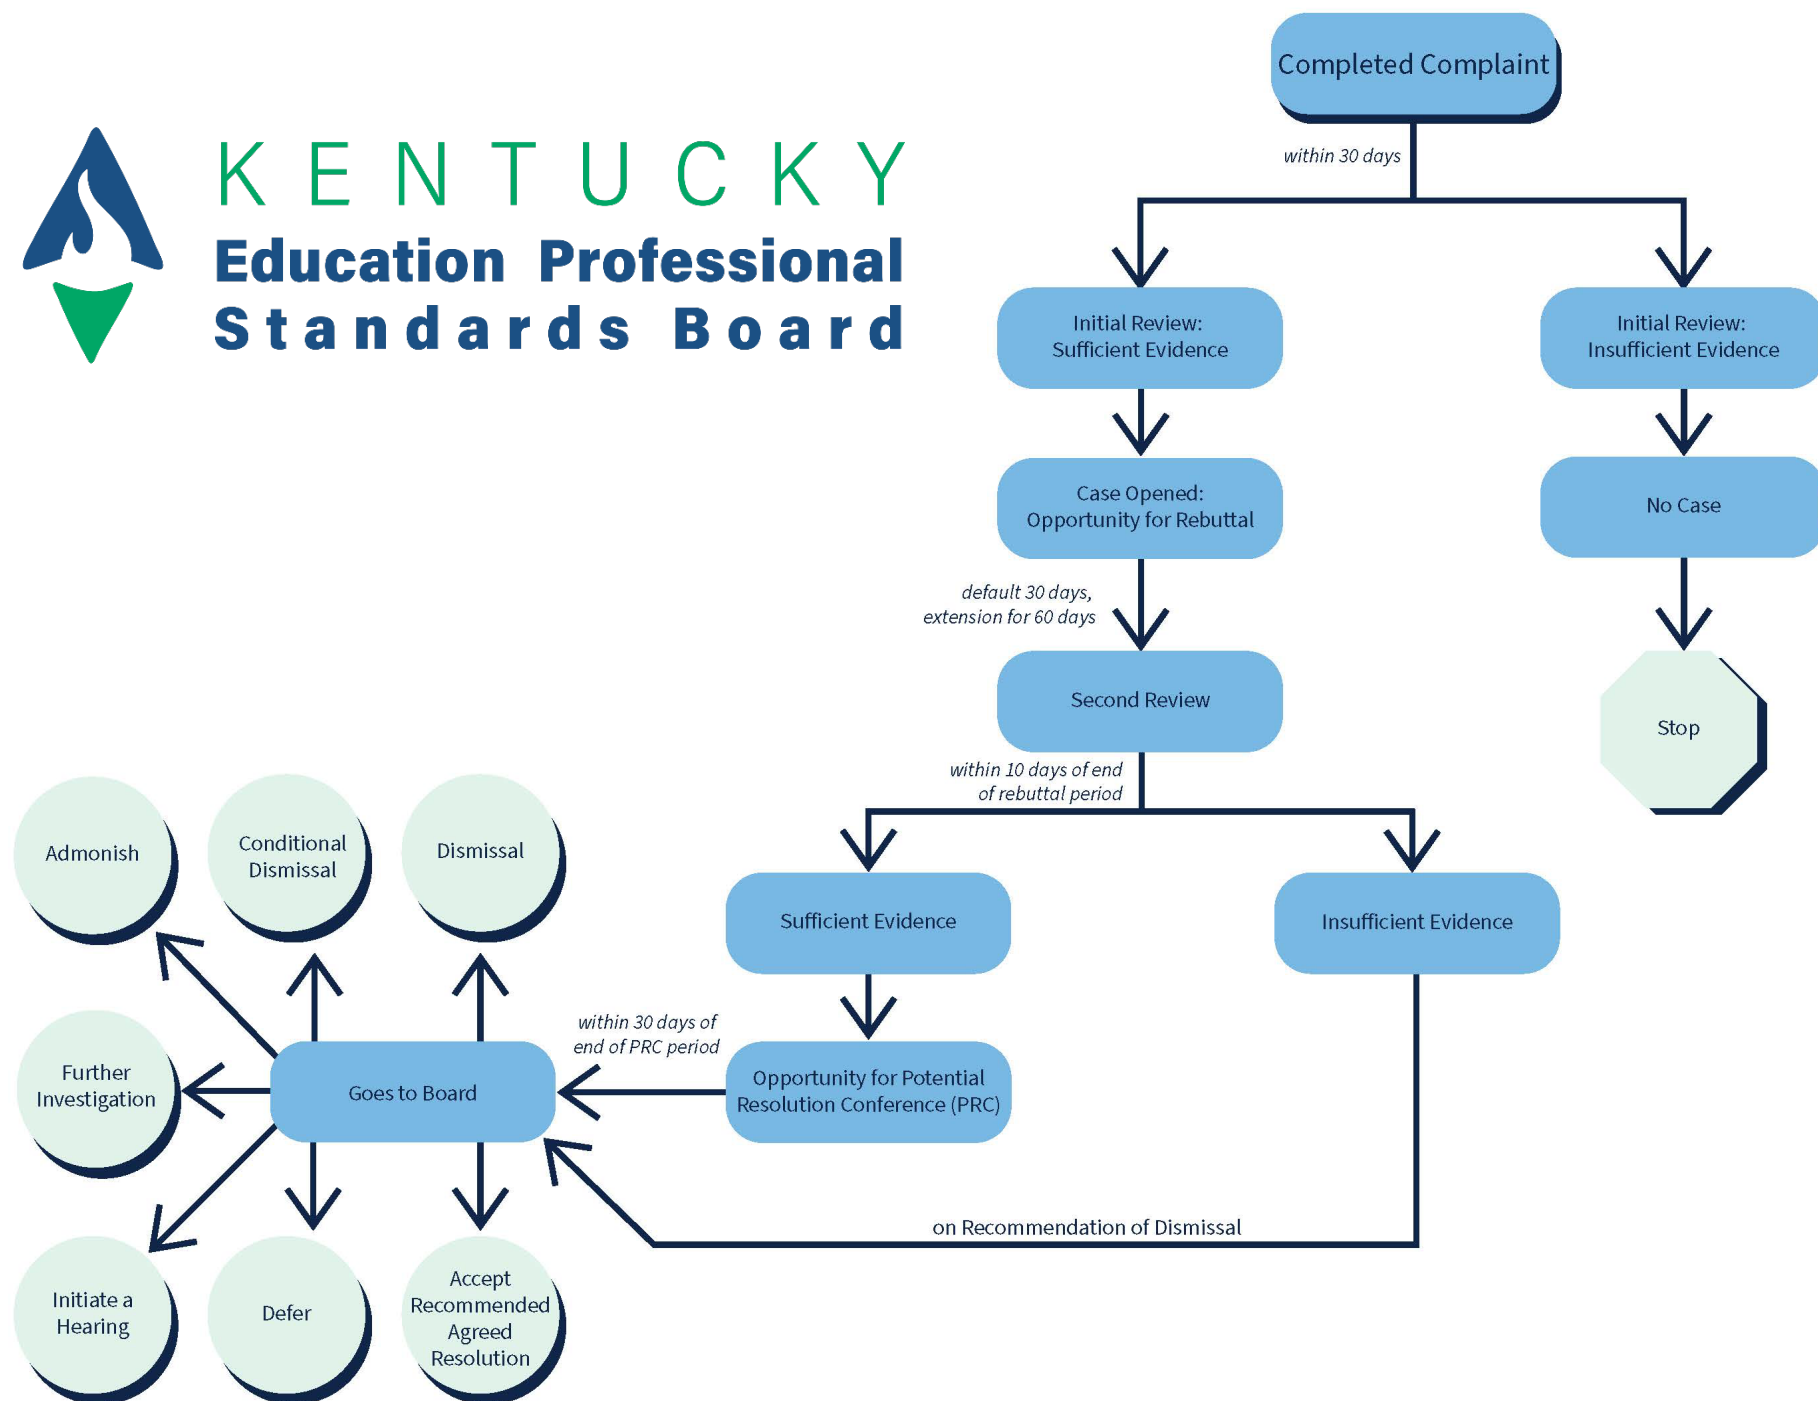 KENTUCKY
Education Professional
Standards Board
Completed Complaint
within 30 days
Initial Review:
Sufficient Evidence
Initial Review:
Insufficient Evidence
Case Opened:
Opportunity for Rebuttal
No Case
default 30 days,
extension for 60 days
Second Review
Stop
within 10 days of end
of rebuttal period
Sufficient Evidence
Insufficient Evidence
Opportunity for Potential
Resolution Conference (PRC)
within 30 days of
end of PRC period
on Recommendation of Dismissal
Goes to Board
Admonish
Conditional
Dismissal
Dismissal
Further
Investigation
Initiate a
Hearing
Defer
Accept
Recommended
Agreed
Resolution